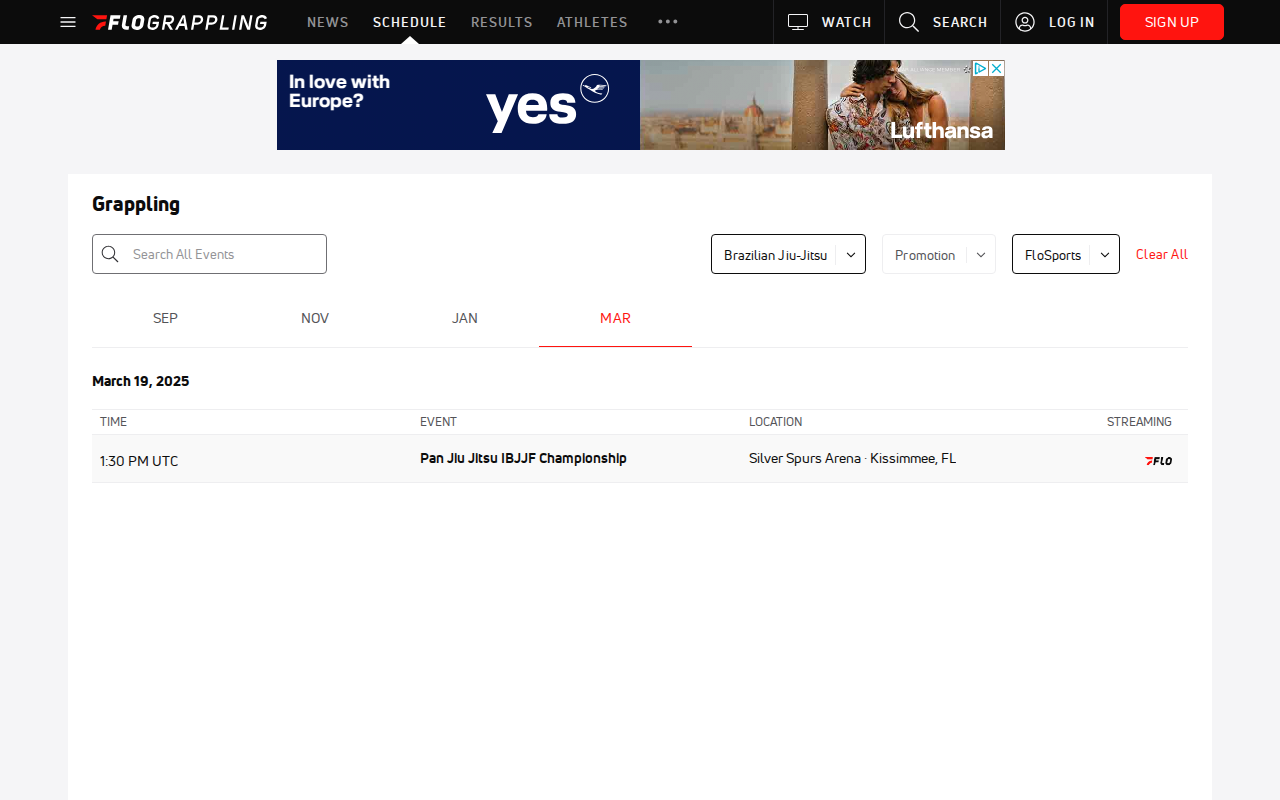 FLOGRAPPLING
NEWS
SCHEDULE
RESULTS
ATHLETES
WATCH
SEARCH
LOG IN
SIGN UP
In love with
Europe?
yes
Lufthansa
Grappling
Search All Events
Brazilian Jiu-Jitsu
Promotion
FloSports
Clear All
SEP
NOV
JAN
MAR
March 19, 2025
TIME
EVENT
LOCATION
STREAMING
1:30 PM UTC
Pan Jiu Jitsu IBJJF Championship
Silver Spurs Arena · Kissimmee, FL
FLO